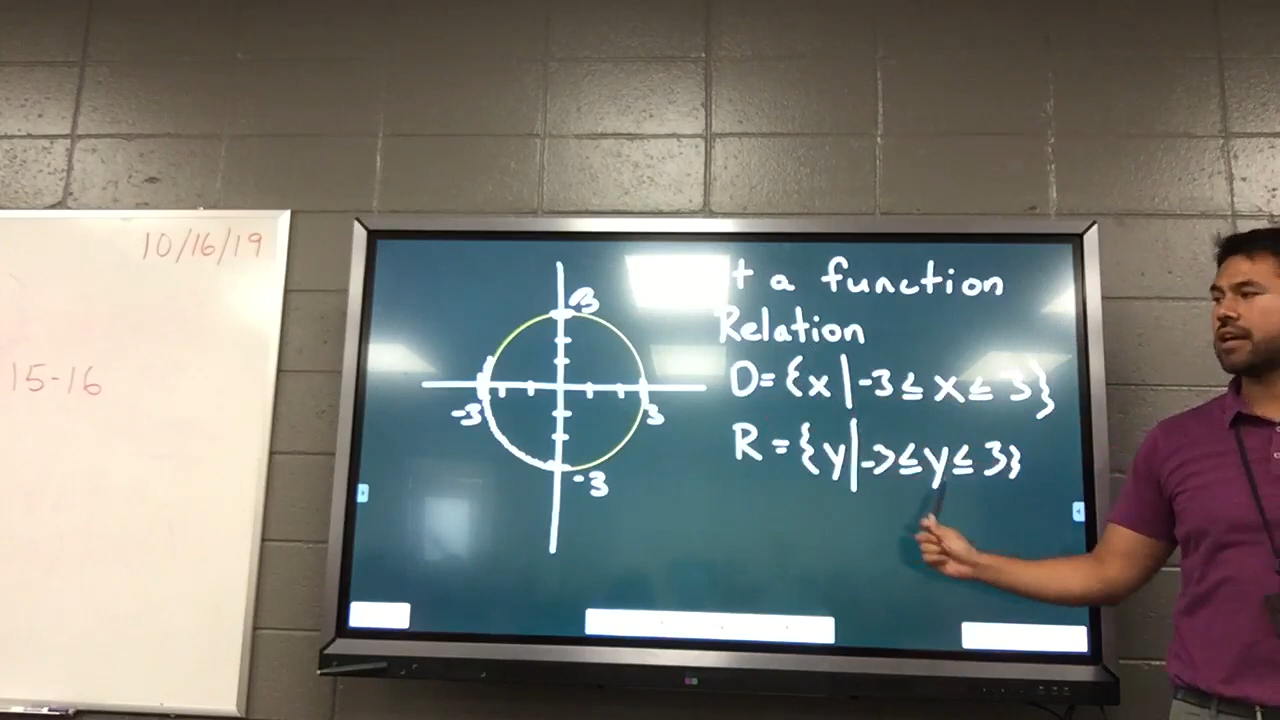 10/16/19
15-16
3
-3
3
-3
t a function
Relation
D={x|-3≤x≤3}
R={y|-3≤y≤3}